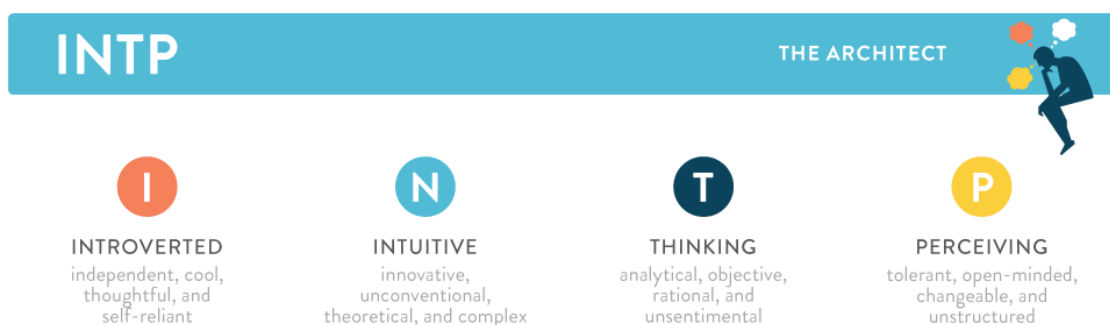 INTP
THE ARCHITECT
I
N
T
P
INTROVERTED
independent, cool,
thoughtful, and
self-reliant
INTUITIVE
innovative,
unconventional,
theoretical, and complex
THINKING
analytical, objective,
rational, and
unsentimental
PERCEIVING
tolerant, open-minded,
changeable, and
unstructured